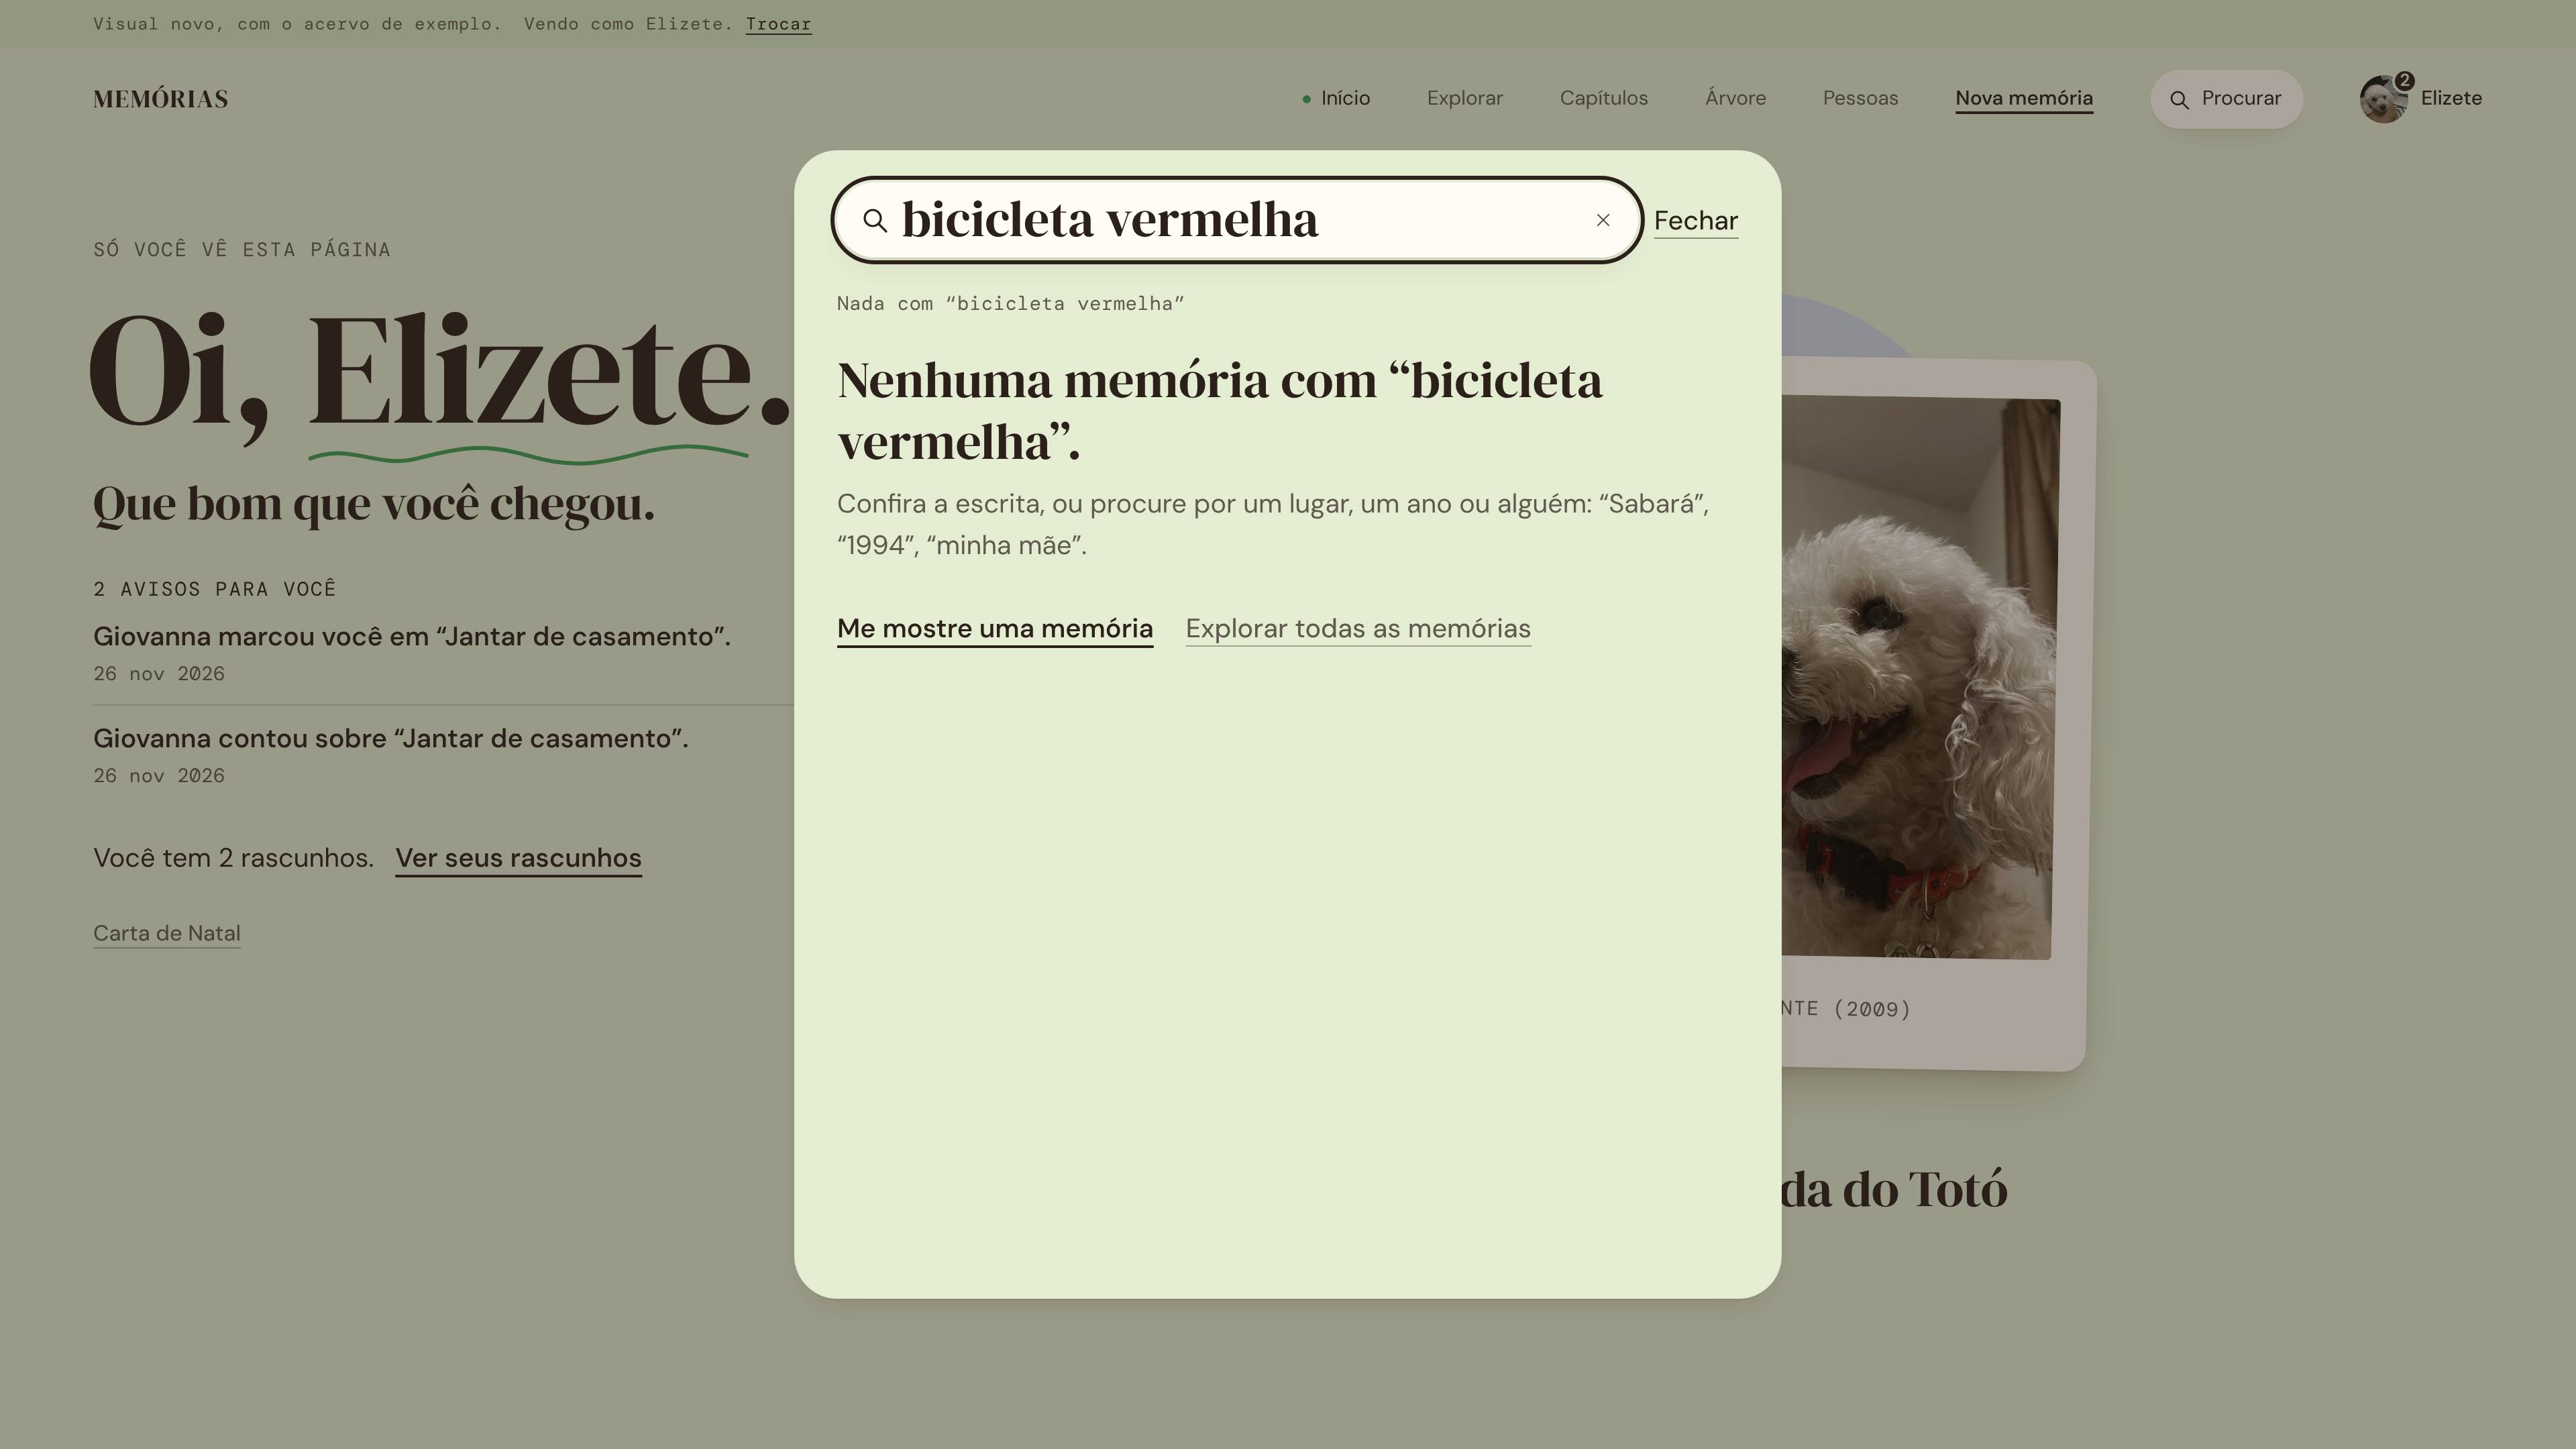 Visual novo, com o acervo de exemplo. Vendo como Elizete. Trocar
MEMÓRIAS
Início
Explorar
Capítulos
Árvore
Pessoas
Nova memória
Procurar
2
Elizete
SÓ VOCÊ VÊ ESTA PÁGINA
Oi, Elizete.
Que bom que você chegou.
2 AVISOS PARA VOCÊ
Giovanna marcou você em “Jantar de casamento”.
26 nov 2026
Giovanna contou sobre “Jantar de casamento”.
26 nov 2026
Você tem 2 rascunhos. Ver seus rascunhos
Carta de Natal
bicicleta vermelha
Fechar
Nada com “bicicleta vermelha”
Nenhuma memória com “bicicleta
vermelha”.
Confira a escrita, ou procure por um lugar, um ano ou alguém: “Sabará”,
“1994”, “minha mãe”.
Me mostre uma memória
Explorar todas as memórias
NTE (2009)
da do Totó